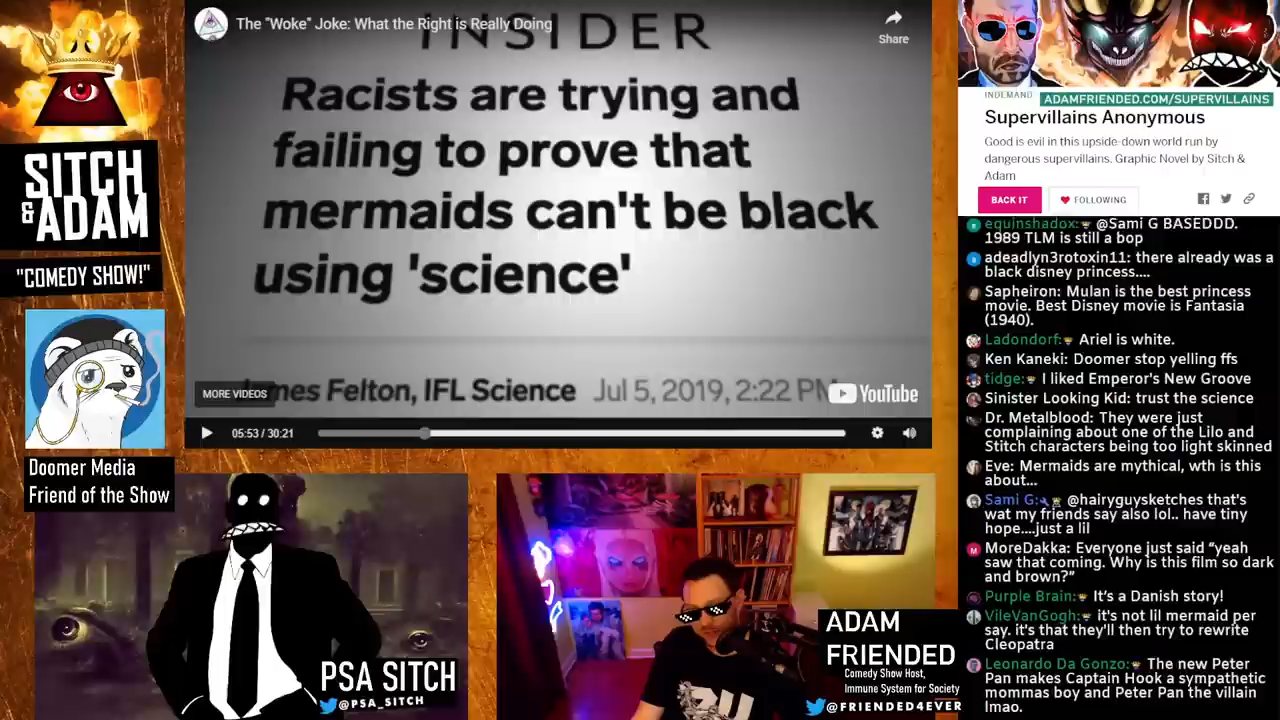 The "Woke" Joke: What the Right is Really Doing
Share
INSIDER
Racists are trying and
failing to prove that
mermaids can't be black
using 'science'
James Felton, IFL Science Jul 5, 2019, 2:22 PM
MORE VIDEOS
YouTube
05:53 / 30:21
SITCH
& ADAM
"COMEDY SHOW!"
Doomer Media
Friend of the Show
PSA SITCH
@PSA_SITCH
ADAM
FRIENDED
Comedy Show Host,
Immune System for Society
@FRIENDED4EVER
INDEMAND
ADAMFRIENDED.COM/SUPERVILLAINS
Supervillains Anonymous
Good is evil in this upside-down world run by
dangerous supervillains. Graphic Novel by Sitch &
Adam
BACK IT
FOLLOWING
equinshadox: @Sami G BASEDDD.
1989 TLM is still a bop
adeadlyn3rotoxin11: there already was a
black disney princess....
Sapheiron: Mulan is the best princess
movie. Best Disney movie is Fantasia
(1940).
Ladondorf: Ariel is white.
Ken Kaneki: Doomer stop yelling ffs
tidge: I liked Emperor's New Groove
Sinister Looking Kid: trust the science
Dr. Metalblood: They were just
complaining about one of the Lilo and
Stitch characters being too light skinned
Eve: Mermaids are mythical, wth is this
about...
Sami G: @hairyguysketches that's
wat my friends say also lol.. have tiny
hope....just a lil
MoreDakka: Everyone just said “yeah
saw that coming. Why is this film so dark
and brown?”
Purple Brain: It’s a Danish story!
VileVanGogh: it's not lil mermaid per
say. it's that they'll then try to rewrite
Cleopatra
Leonardo Da Gonzo: The new Peter
Pan makes Captain Hook a sympathetic
mommas boy and Peter Pan the villain
lmao.